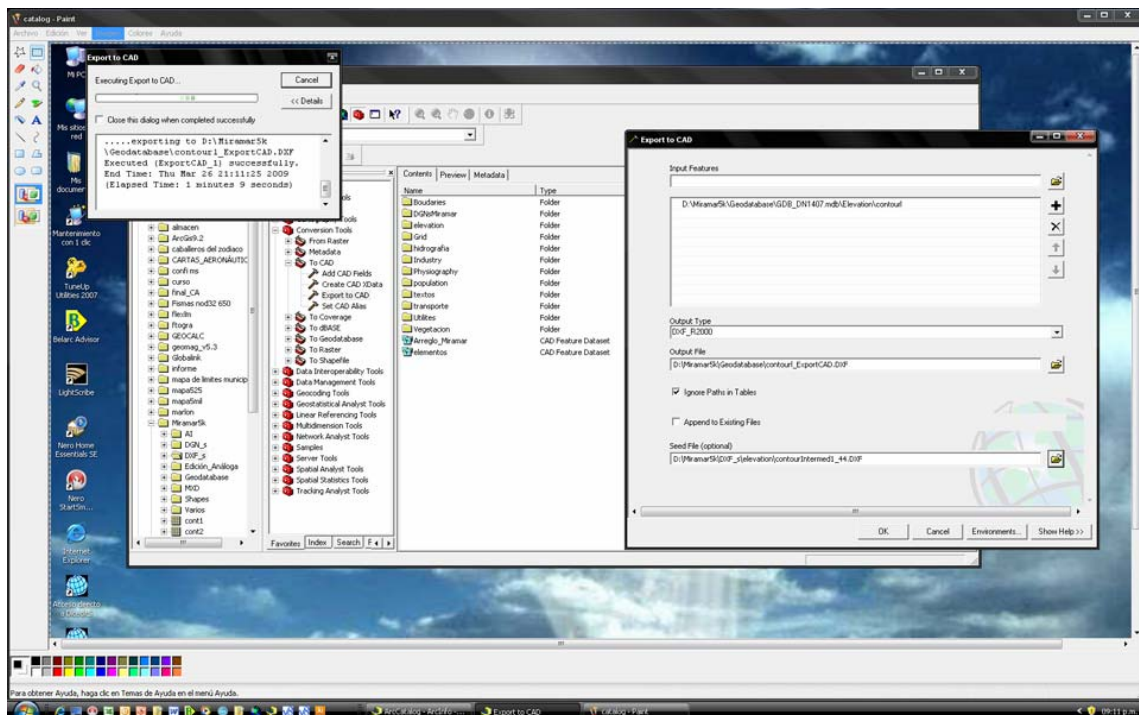 catalog - Paint
Archivo Edición Ver Imagen Colores Ayuda
Mi PC
Mis sitios
red
Mis
documen
Mantenimiento
con 1 clic
TuneUp
Utilities 2007
Belarc Advisor
LightScribe
Nero Home
Essentials SE
Nero
StartSm...
Internet
Explorer
Acceso directo
Export to CAD
Executing Export to CAD...
Cancel
<< Details
Close this dialog when completed successfully
.....exporting to D:\Miramar5k
\Geodatabase\contourl_ExportCAD.DXF
Executed (ExportCAD_1) successfully.
End Time: Thu Mar 26 21:11:25 2009
(Elapsed Time: 1 minutes 9 seconds)
almacen
ArcGis9.2
caballeros del zodiaco
CARTAS_AERONÁUTIC
confi ms
curso
final_CA
Fismas nod32 650
flexlm
ftogra
GEOCALC
geomag_v5.3
Globalink
informe
mapa de limites municip
mapa525
mapa5mil
marlon
Miramar5k
AI
DGN_s
DXF_s
Edición_Análoga
Geodatabase
MXD
Shapes
Varios
cont1
cont2
Conversion Tools
From Raster
Metadata
To CAD
Add CAD Fields
Create CAD XData
Export to CAD
Set CAD Alias
To Coverage
To dBASE
To Geodatabase
To Raster
To Shapefile
Data Interoperability Tools
Data Management Tools
Geocoding Tools
Geostatistical Analyst Tools
Linear Referencing Tools
Multidimension Tools
Network Analyst Tools
Samples
Server Tools
Spatial Analyst Tools
Spatial Statistics Tools
Tracking Analyst Tools
Favorites Index Search
Contents Preview Metadata
Name Type
Boudaries Folder
DGNsMiramar Folder
elevation Folder
Grid Folder
hidrografia Folder
Industry Folder
Physiography Folder
population Folder
textos Folder
transporte Folder
Utilites Folder
Vegetacion Folder
Arreglo_Miramar CAD Feature Dataset
elementos CAD Feature Dataset
Export to CAD
Input Features
D:\Miramar5k\Geodatabase\GDB_DN1407.mdb\Elevation\contourl
Output Type
DXF_R2000
Output File
D:\Miramar5k\Geodatabase\contourl_ExportCAD.DXF
Ignore Paths in Tables
Append to Existing Files
Seed File (optional)
D:\Miramar5k\DXF_s\elevation\contourIntermed1_44.DXF
OK Cancel Environments... Show Help >>
Para obtener Ayuda, haga clic en Temas de Ayuda en el menú Ayuda.
ArcCatalog - ArcInfo -... Export to CAD catalog - Paint 09:11 p.m.